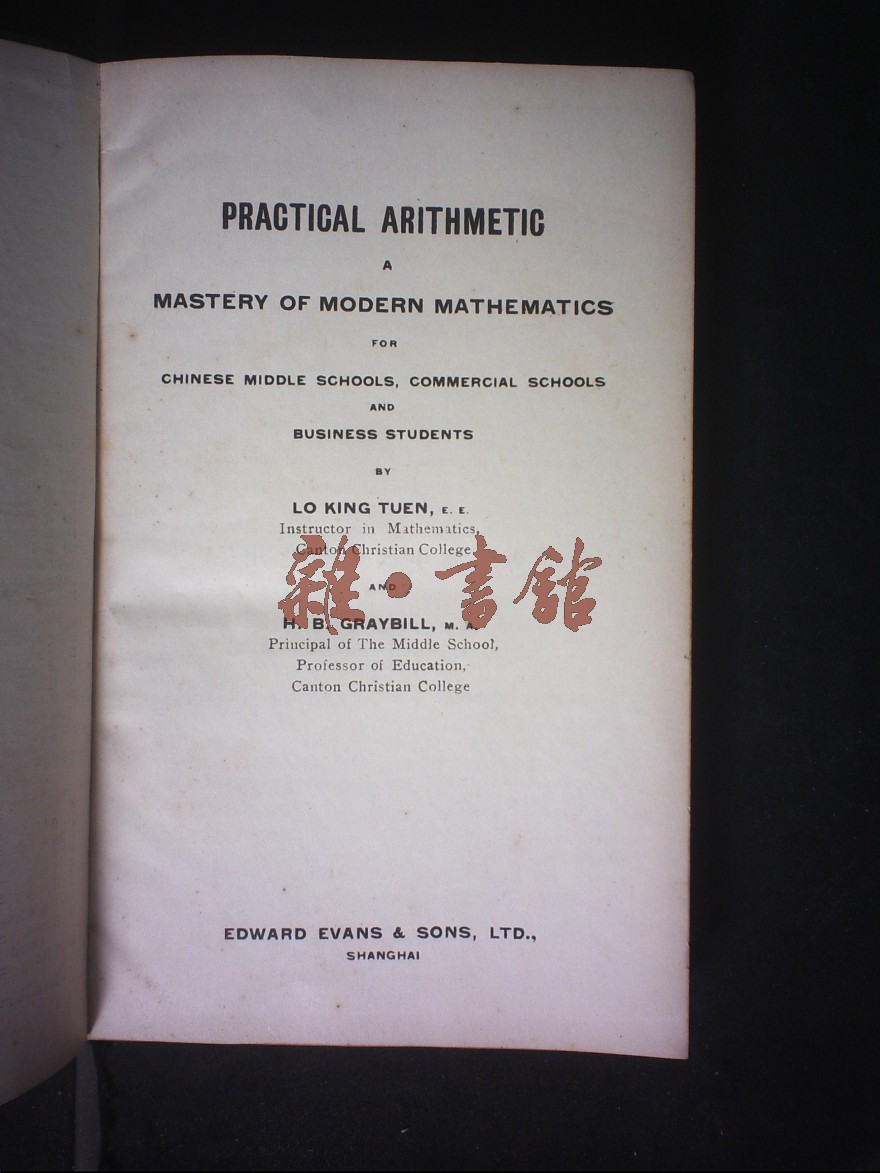 PRACTICAL ARITHMETIC
A
MASTERY OF MODERN MATHEMATICS
FOR
CHINESE MIDDLE SCHOOLS, COMMERCIAL SCHOOLS
AND
BUSINESS STUDENTS
BY
LO KING TUEN, E. E.
Instructor in Mathematics,
Canton Christian College
AND
雜·書館
H. B. GRAYBILL, M. A.
Principal of The Middle School,
Professor of Education,
Canton Christian College
EDWARD EVANS & SONS, LTD.,
SHANGHAI